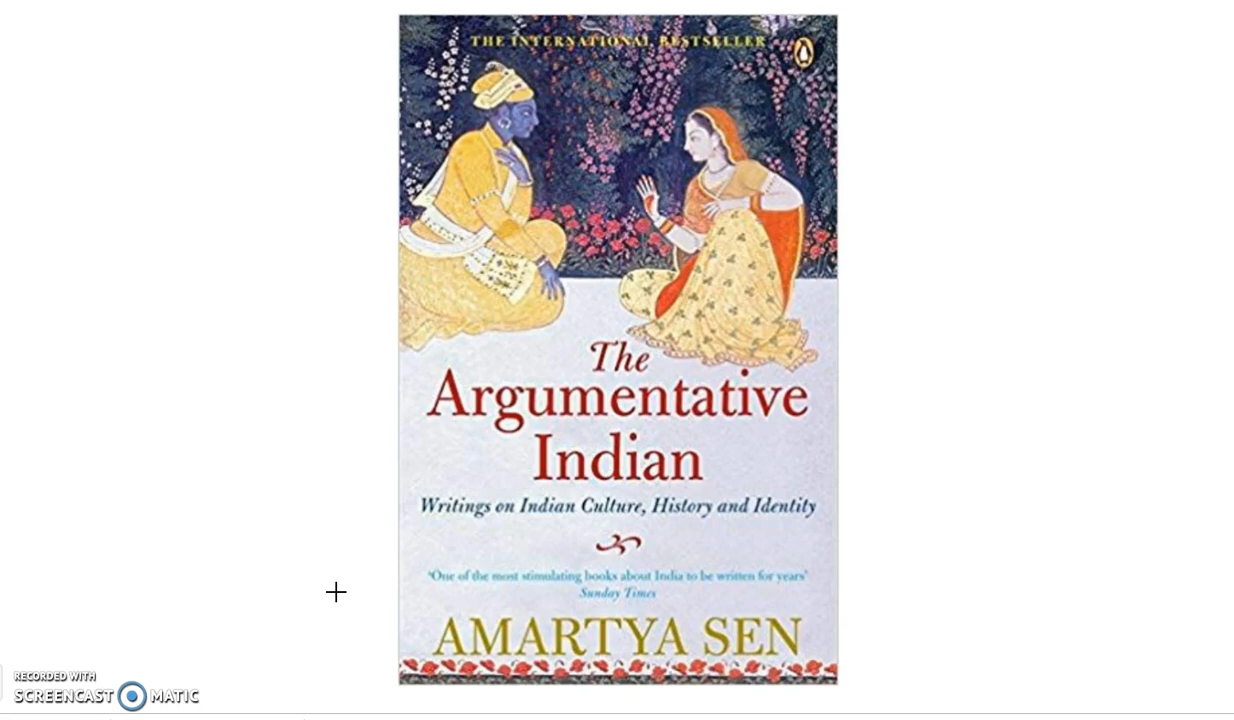 THE INTERNATIONAL BESTSELLER
The
Argumentative
Indian
Writings on Indian Culture, History and Identity
'One of the most stimulating books about India to be written for years'
Sunday Times
AMARTYA SEN
RECORDED WITH
SCREENCAST MATIC